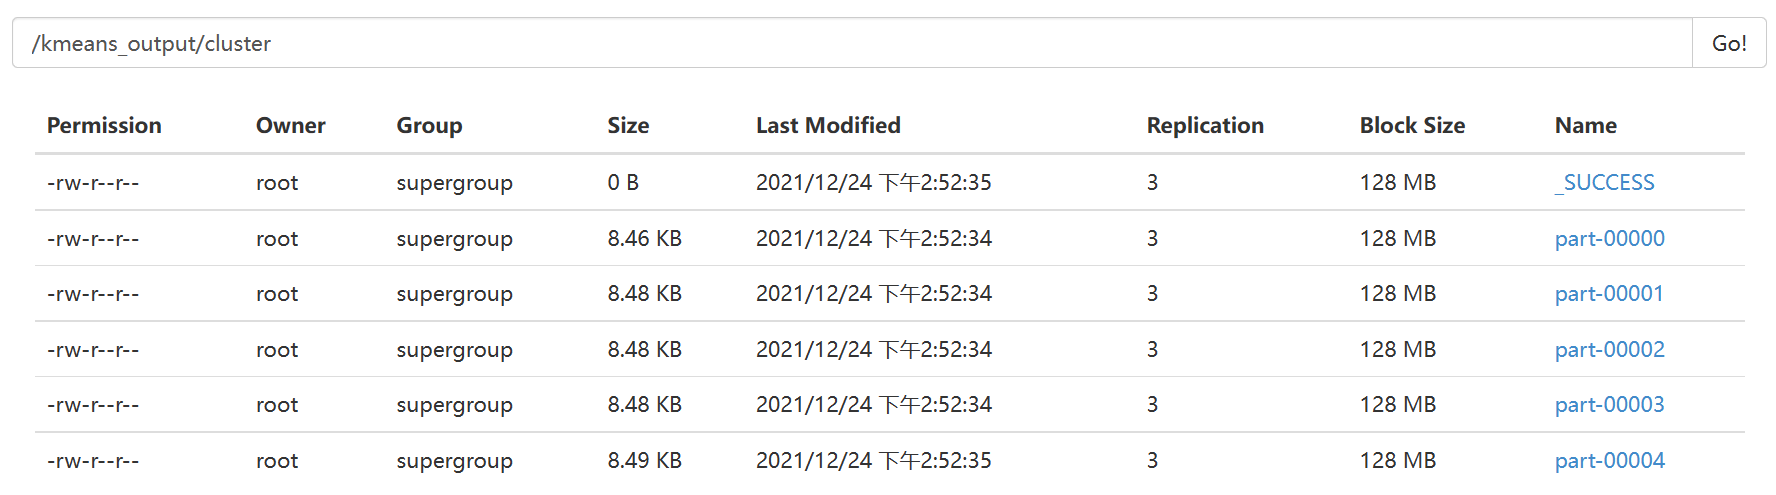 /kmeans_output/cluster Go!
Permission Owner Group Size Last Modified Replication Block Size Name
-rw-r--r-- root supergroup 0 B 2021/12/24 下午2:52:35 3 128 MB _SUCCESS
-rw-r--r-- root supergroup 8.46 KB 2021/12/24 下午2:52:34 3 128 MB part-00000
-rw-r--r-- root supergroup 8.48 KB 2021/12/24 下午2:52:34 3 128 MB part-00001
-rw-r--r-- root supergroup 8.48 KB 2021/12/24 下午2:52:34 3 128 MB part-00002
-rw-r--r-- root supergroup 8.48 KB 2021/12/24 下午2:52:34 3 128 MB part-00003
-rw-r--r-- root supergroup 8.49 KB 2021/12/24 下午2:52:35 3 128 MB part-00004